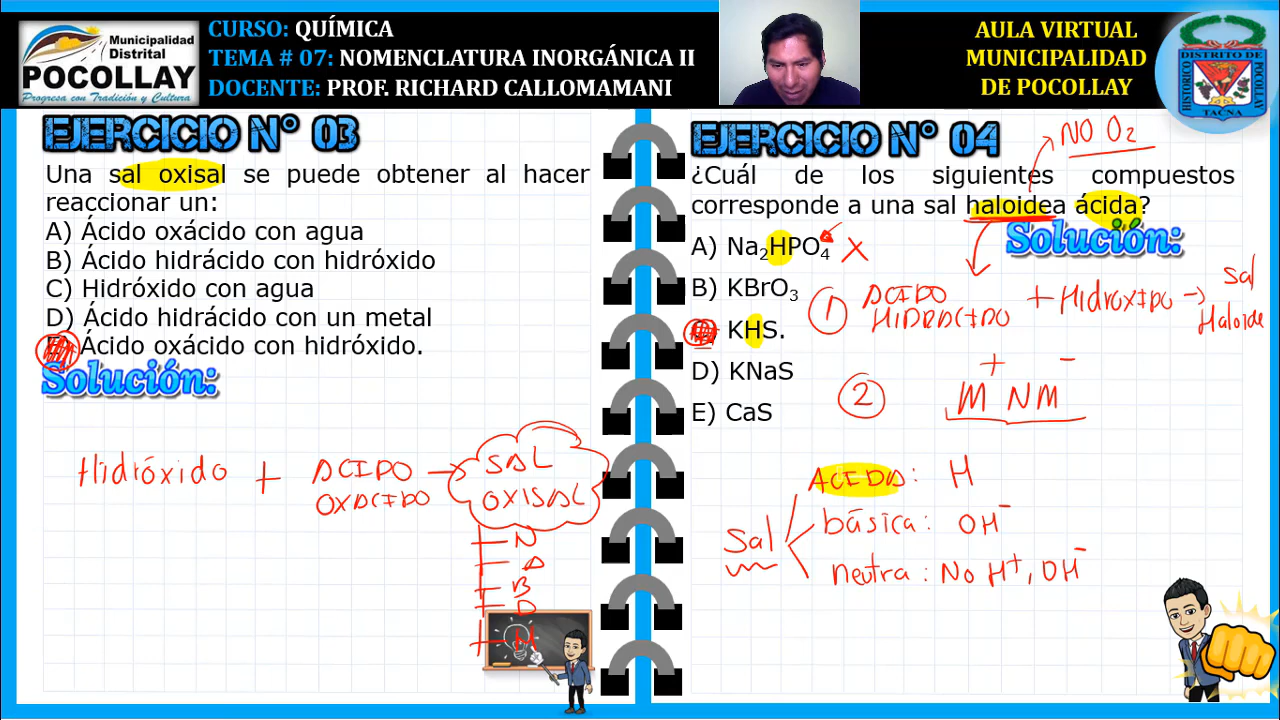 Municipalidad
Distrital
POCOLLAY
Progresa con Tradición y Cultura
CURSO: QUÍMICA
TEMA # 07: NOMENCLATURA INORGÁNICA II
DOCENTE: PROF. RICHARD CALLOMAMANI
AULA VIRTUAL
MUNICIPALIDAD
DE POCOLLAY
HISTORICO
DISTRITO DE POCOLLAY
TACNA
EJERCICIO N° 03
Una sal oxisal se puede obtener al hacer
reaccionar un:
A) Ácido oxácido con agua
B) Ácido hidrácido con hidróxido
C) Hidróxido con agua
D) Ácido hidrácido con un metal
Ácido oxácido con hidróxido.
Solución:
Hidróxido + ACIDO → SAL
OXACIDO OXISAL
N
A
B
D
H
EJERCICIO N° 04
NO O₂
¿Cuál de los siguientes compuestos
corresponde a una sal haloidea ácida?
Solución:
A) Na₂HPO₄ X
B) KBrO₃
KHS.
D) KNaS
E) CaS
1 ACIDO HIDRACIDO + HIDROXIDO → Sal Haloide
2 M⁺ NM⁻
Sal
ACIDA: H
básica: OH⁻
neutra: No H⁺, OH⁻